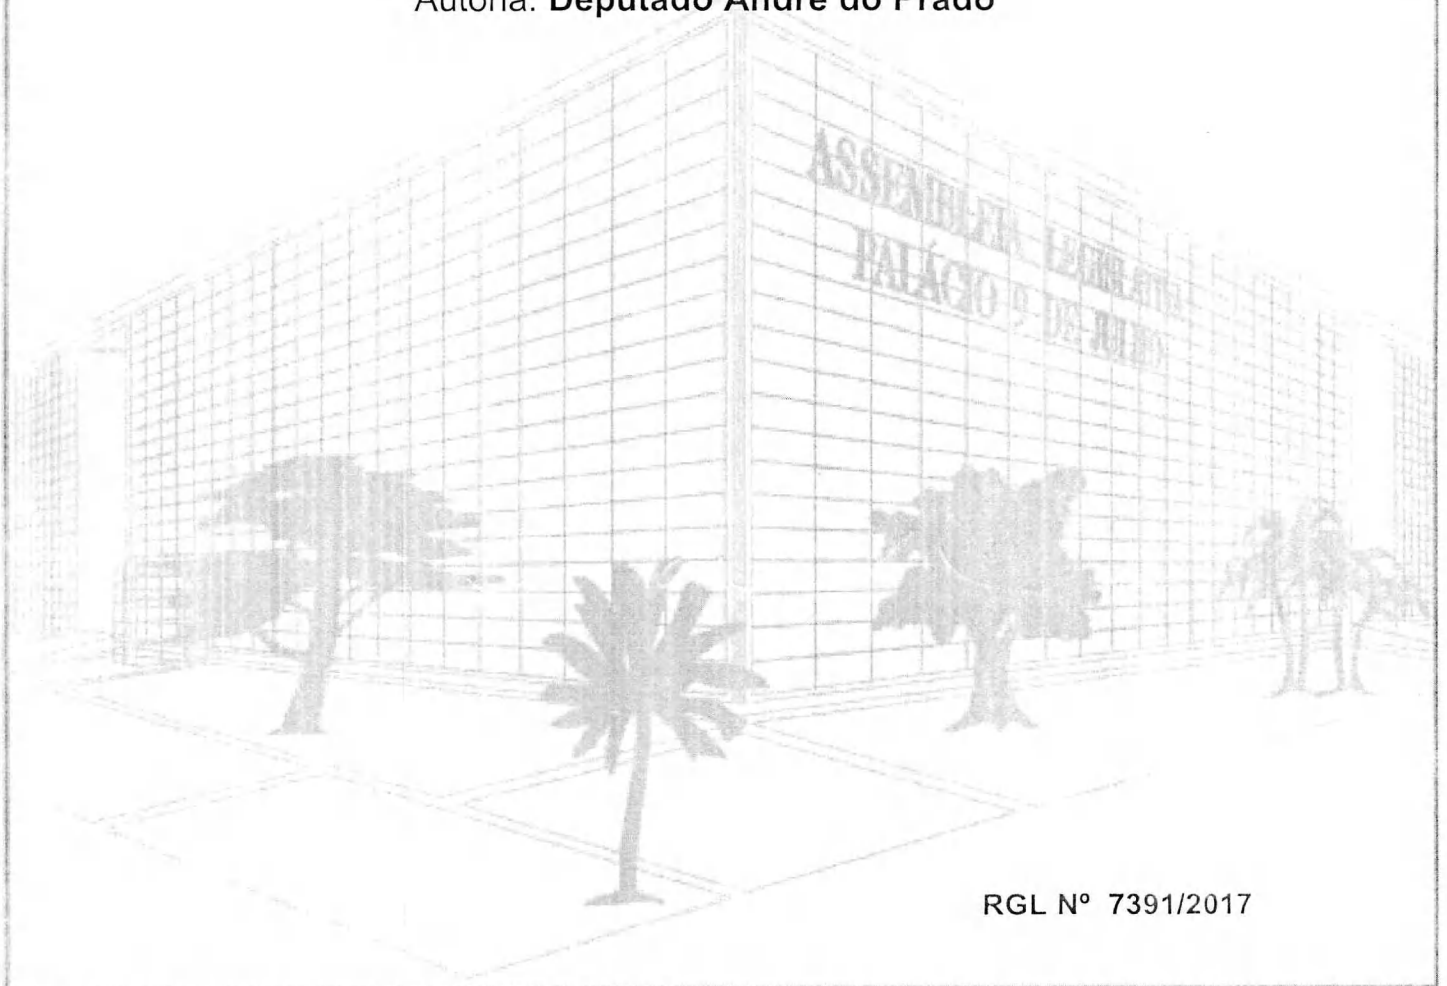 Autoria: Deputado André do Prado
ASSEMBLEIA LEGISLATIVA
PALÁCIO 9 DE JULHO
RGL Nº 7391/2017